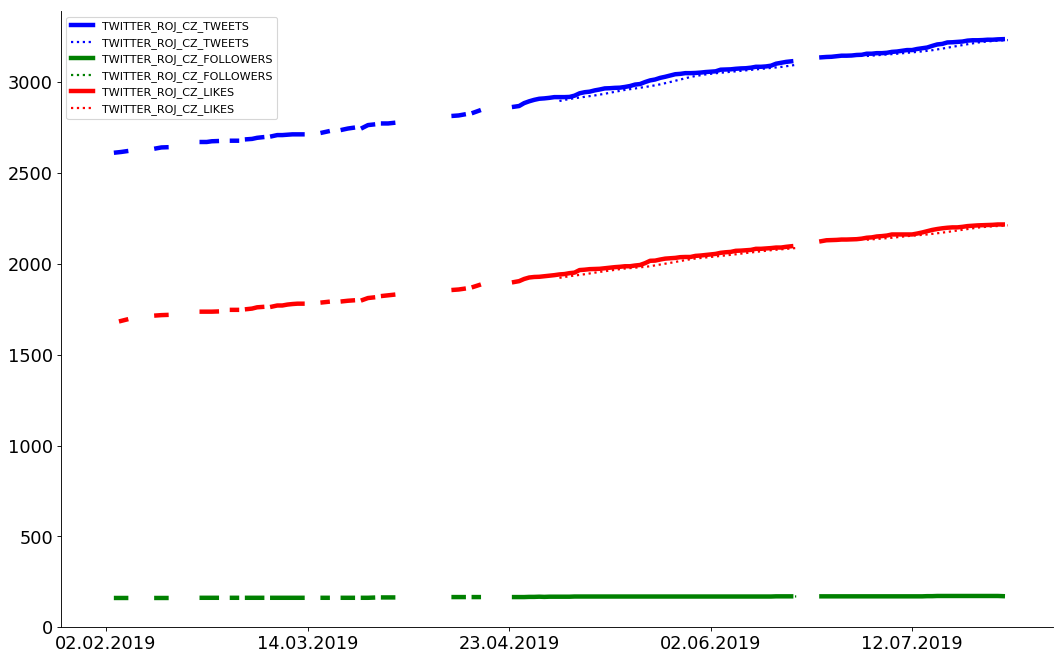 TWITTER_ROJ_CZ_TWEETS
TWITTER_ROJ_CZ_TWEETS
TWITTER_ROJ_CZ_FOLLOWERS
TWITTER_ROJ_CZ_FOLLOWERS
TWITTER_ROJ_CZ_LIKES
TWITTER_ROJ_CZ_LIKES
3000
2500
2000
1500
1000
500
0
02.02.2019 14.03.2019 23.04.2019 02.06.2019 12.07.2019